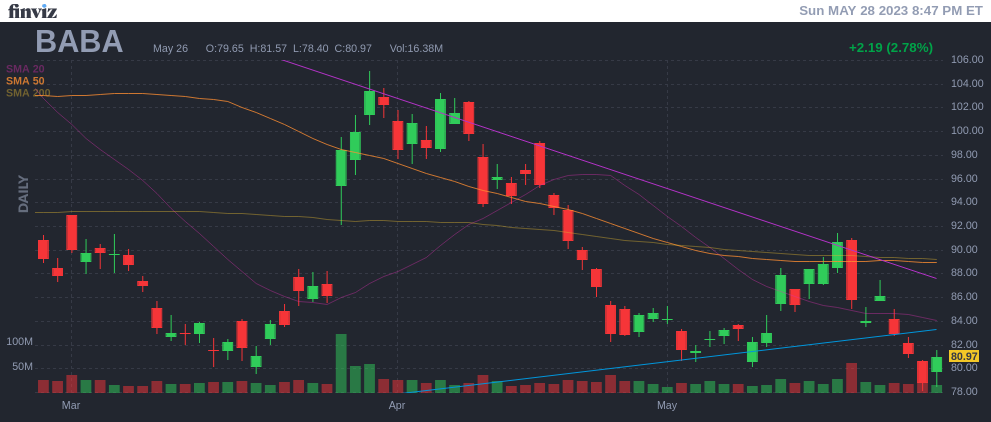 finviz
Sun MAY 28 2023 8:47 PM ET
BABA
May 26 O:79.65 H:81.57 L:78.40 C:80.97 Vol:16.38M
+2.19 (2.78%)
SMA 20
SMA 50
SMA 200
DAILY
106.00
104.00
102.00
100.00
98.00
96.00
94.00
92.00
90.00
88.00
86.00
84.00
82.00
80.97
80.00
78.00
100M
50M
Mar Apr May